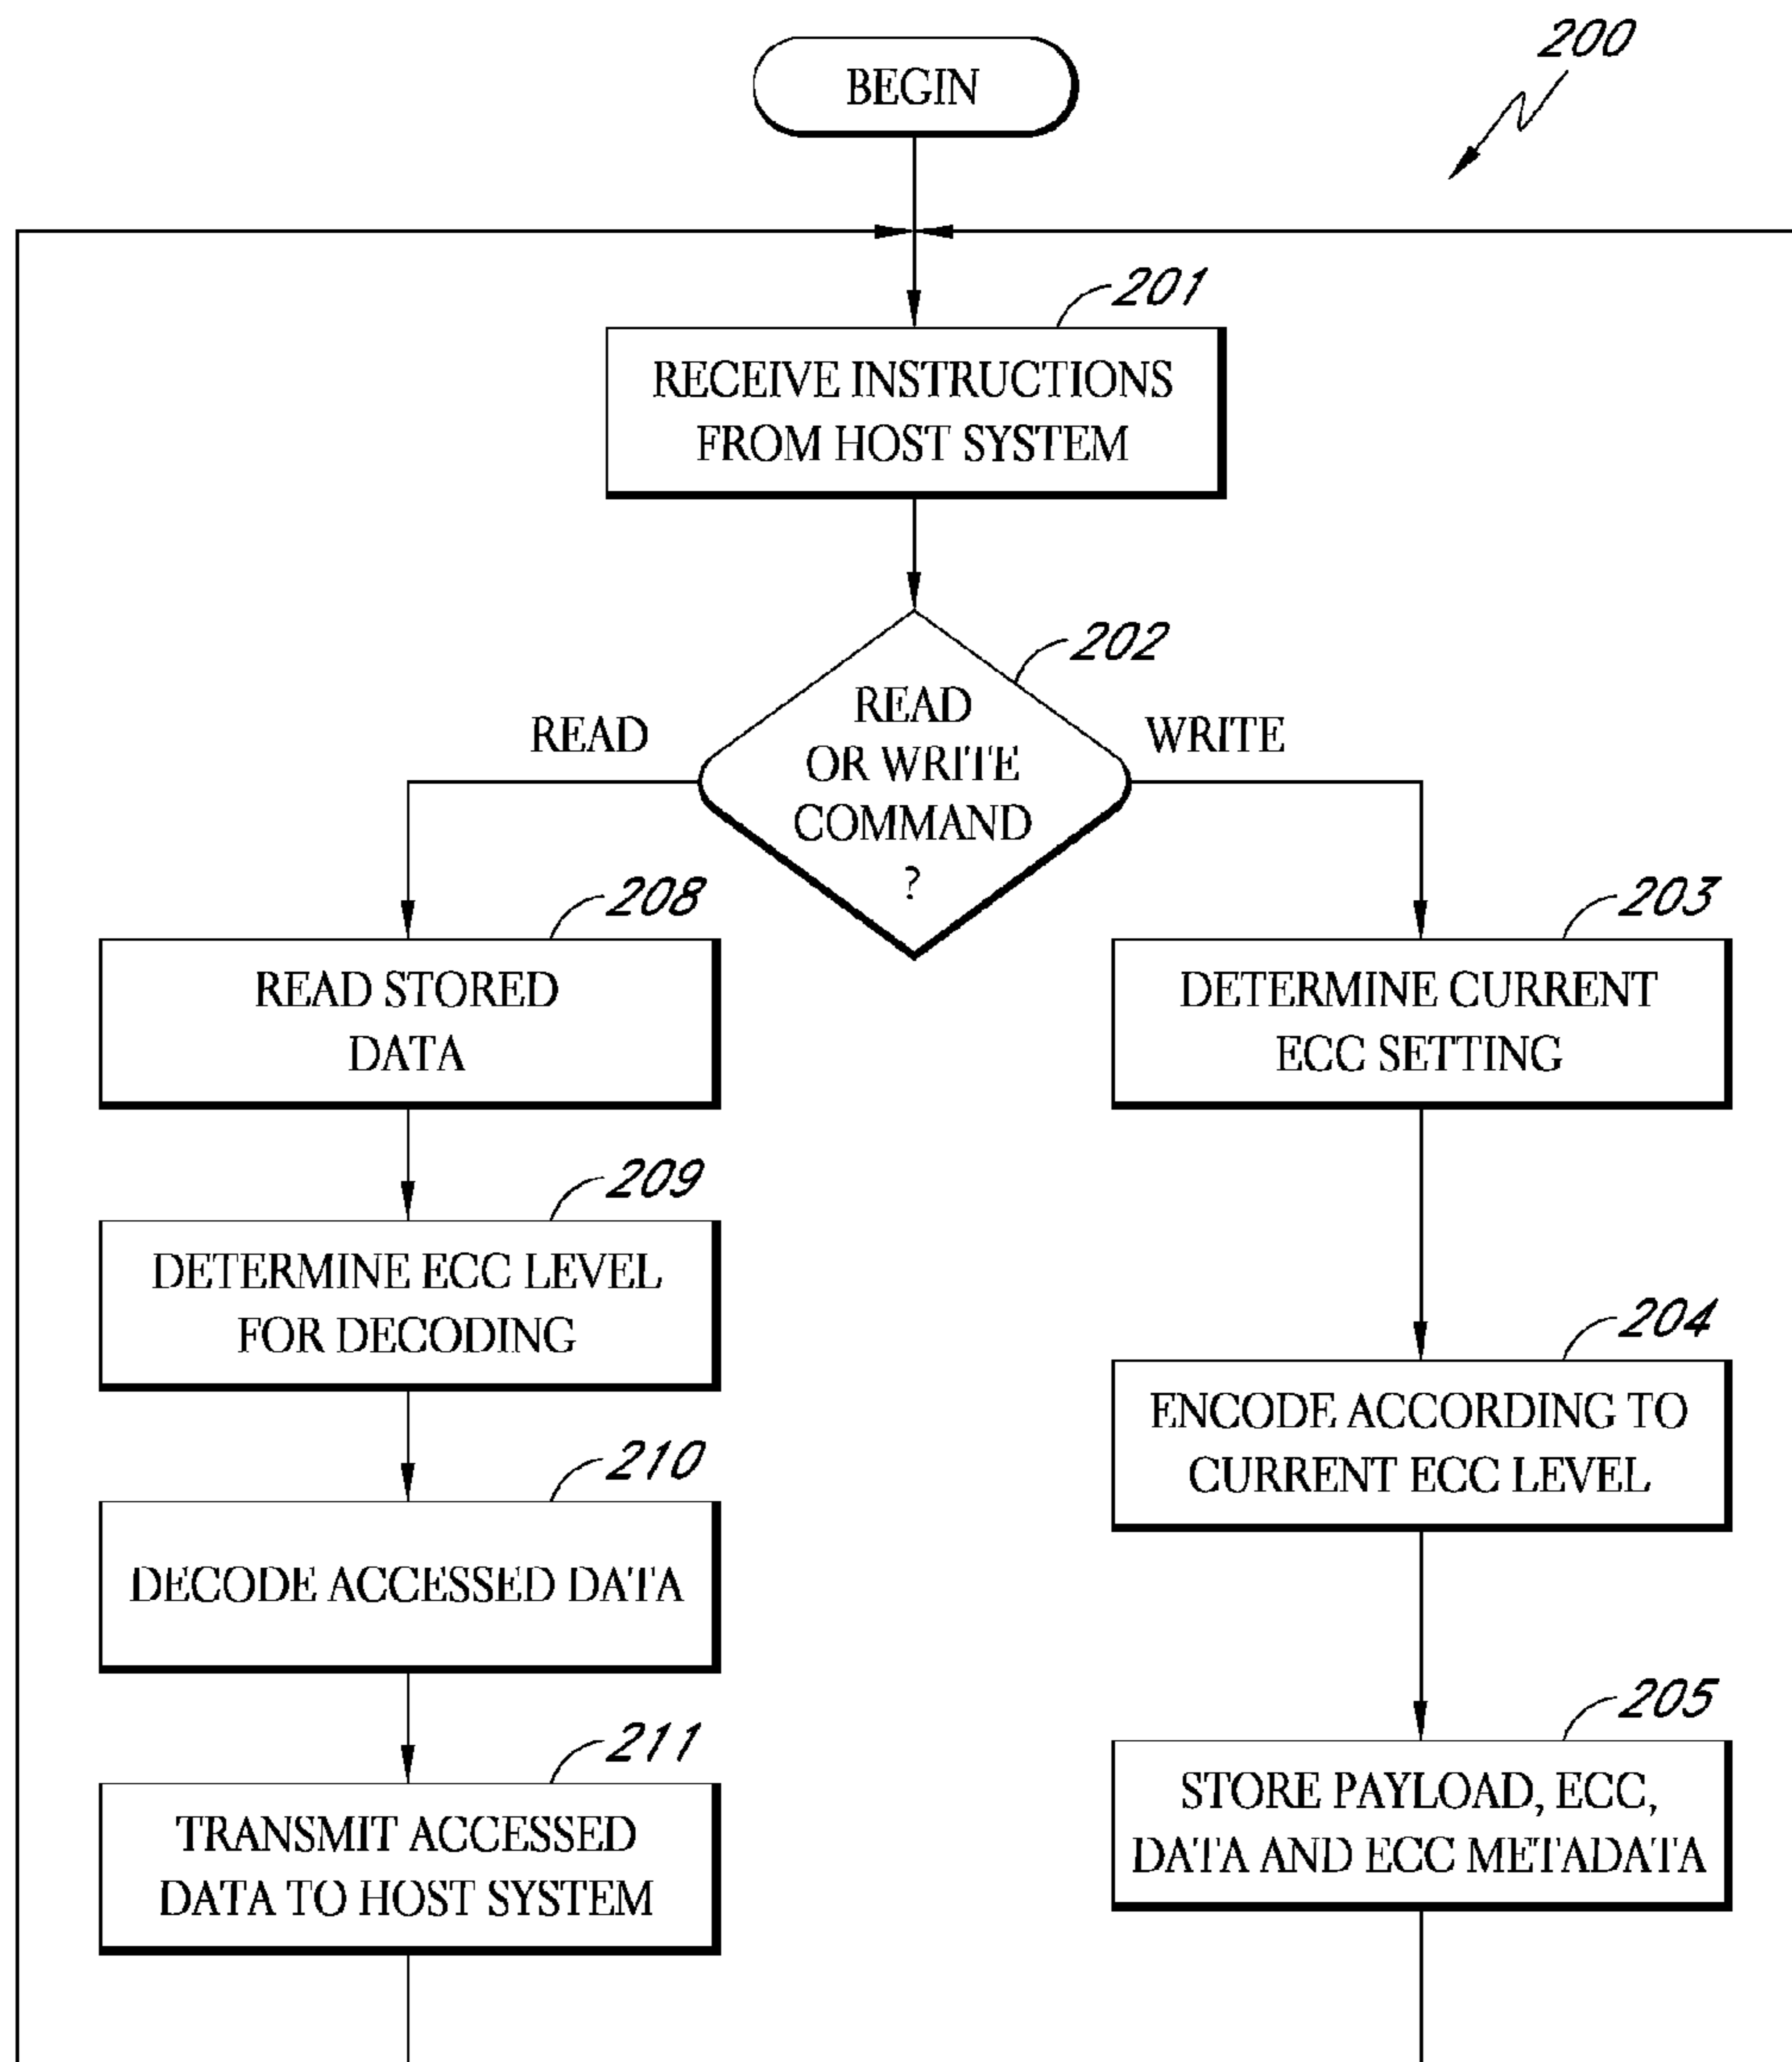 200
BEGIN
201
RECEIVE INSTRUCTIONS
FROM HOST SYSTEM
202
READ
OR WRITE
COMMAND
?
READ
WRITE
208
READ STORED
DATA
209
DETERMINE ECC LEVEL
FOR DECODING
210
DECODE ACCESSED DATA
211
TRANSMIT ACCESSED
DATA TO HOST SYSTEM
203
DETERMINE CURRENT
ECC SETTING
204
ENCODE ACCORDING TO
CURRENT ECC LEVEL
205
STORE PAYLOAD, ECC,
DATA AND ECC METADATA